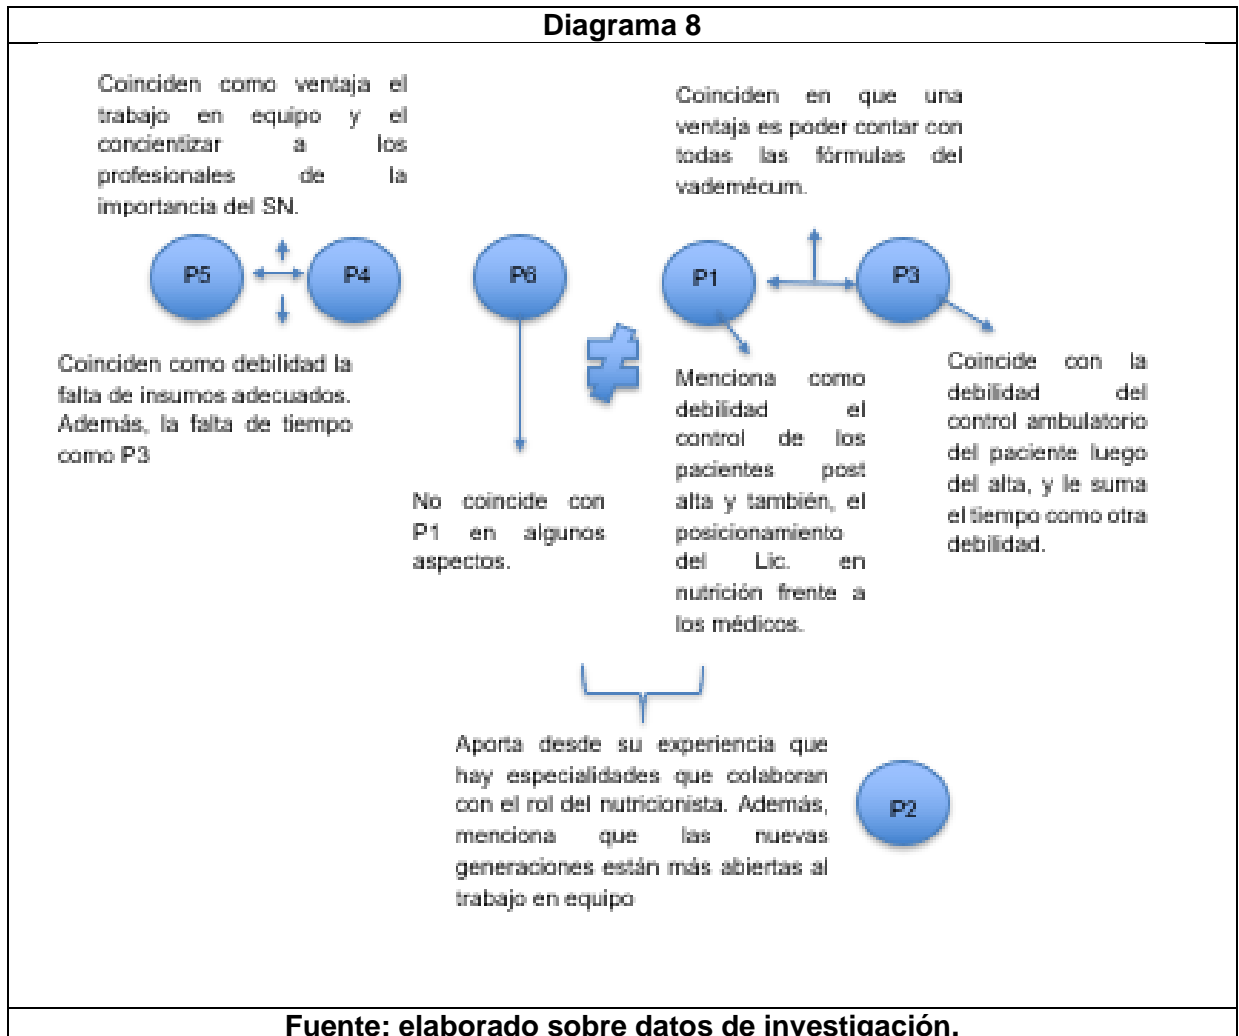 Diagrama 8
Coinciden como ventaja el
trabajo en equipo y el
concientizar a los
profesionales de la
importancia del SN.
Coinciden en que una
ventaja es poder contar con
todas las fórmulas del
vademécum.
P5
P4
P6
P1
P3
Coinciden como debilidad la
falta de insumos adecuados.
Además, la falta de tiempo
como P3
No coincide con
P1 en algunos
aspectos.
Menciona como
debilidad el
control de los
pacientes post
alta y también, el
posicionamiento
del Lic. en
nutrición frente a
los médicos.
Coincide con la
debilidad del
control ambulatorio
del paciente luego
del alta, y le suma
el tiempo como otra
debilidad.
Aporta desde su experiencia que
hay especialidades que colaboran
con el rol del nutricionista. Además,
menciona que las nuevas
generaciones están más abiertas al
trabajo en equipo
P2
Fuente: elaborado sobre datos de investigación.